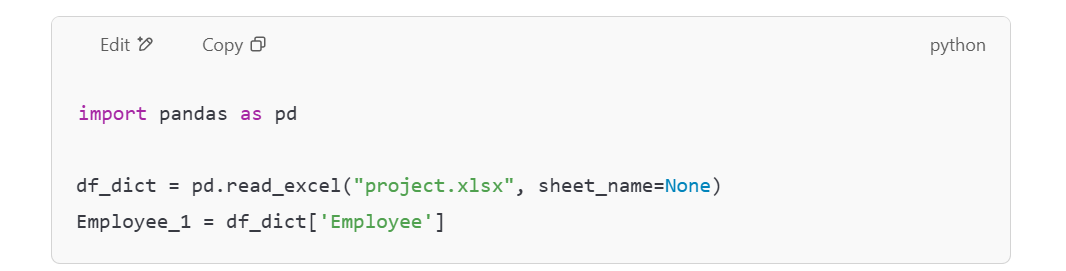 Edit
Copy
python
import pandas as pd
df_dict = pd.read_excel("project.xlsx", sheet_name=None)
Employee_1 = df_dict['Employee']